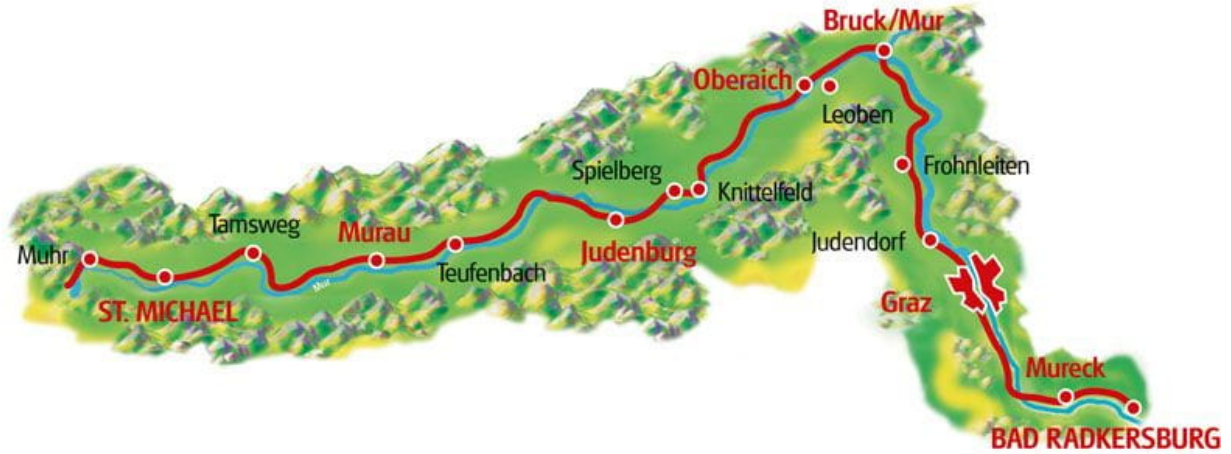 Bruck/Mur
Oberaich
Leoben
Spielberg
Frohnleiten
Knittelfeld
Tamsweg
Murau
Muhr
Judenburg
Judendorf
Teufenbach
Mur
ST. MICHAEL
Graz
Mureck
BAD RADKERSBURG